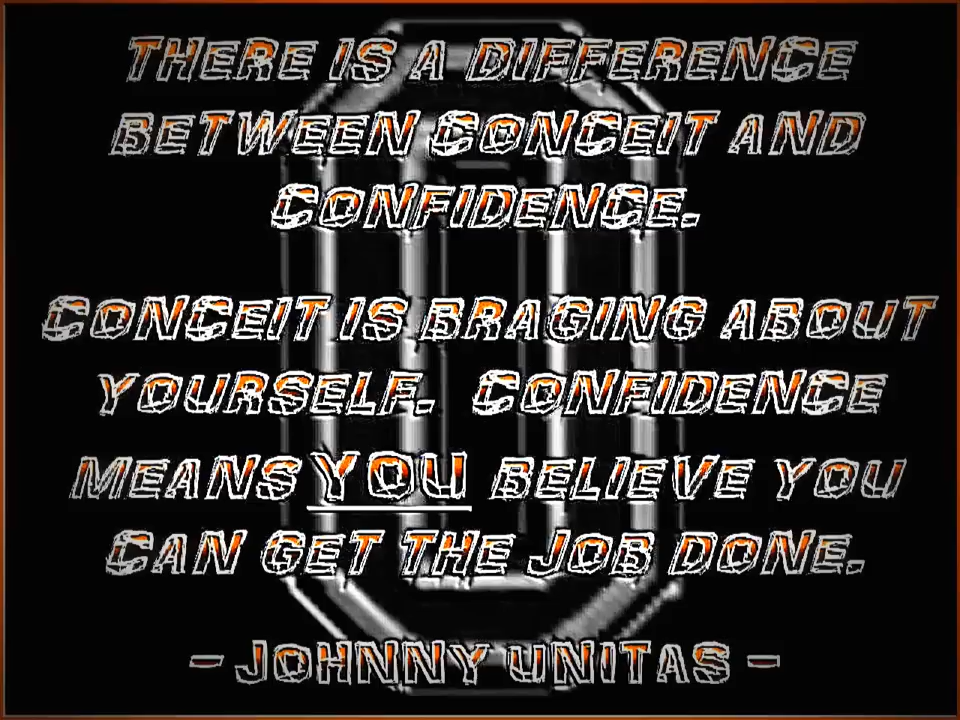 THERE IS A DIFFERENCE
BETWEEN CONCEIT AND
CONFIDENCE.
CONCEIT IS BRAGING ABOUT
YOURSELF. CONFIDENCE
MEANS YOU BELIEVE YOU
CAN GET THE JOB DONE.
- JOHNNY UNITAS -